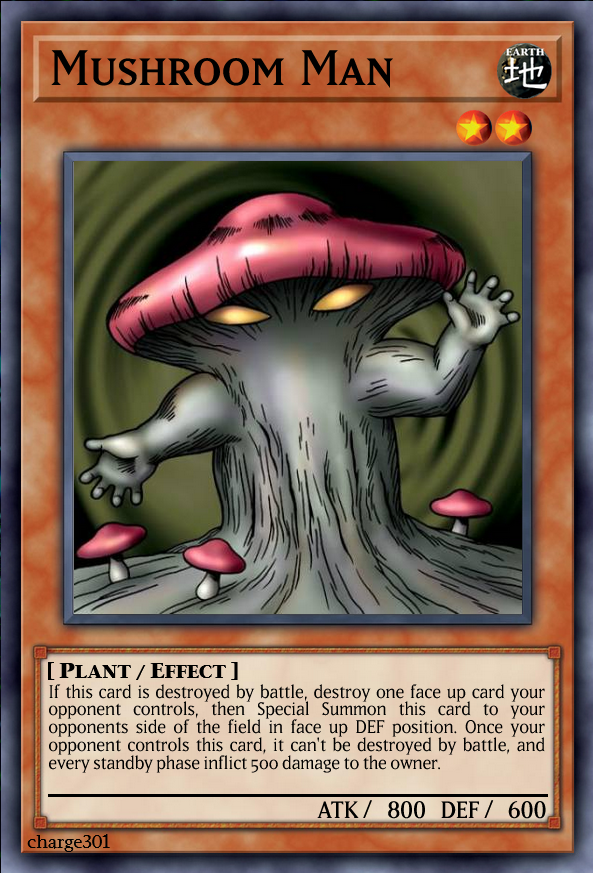 Mushroom Man
EARTH
地
[ Plant / Effect ]
If this card is destroyed by battle, destroy one face up card your
opponent controls, then Special Summon this card to your
opponents side of the field in face up DEF position. Once your
opponent controls this card, it can't be destroyed by battle, and
every standby phase inflict 500 damage to the owner.
ATK / 800 DEF / 600
charge301